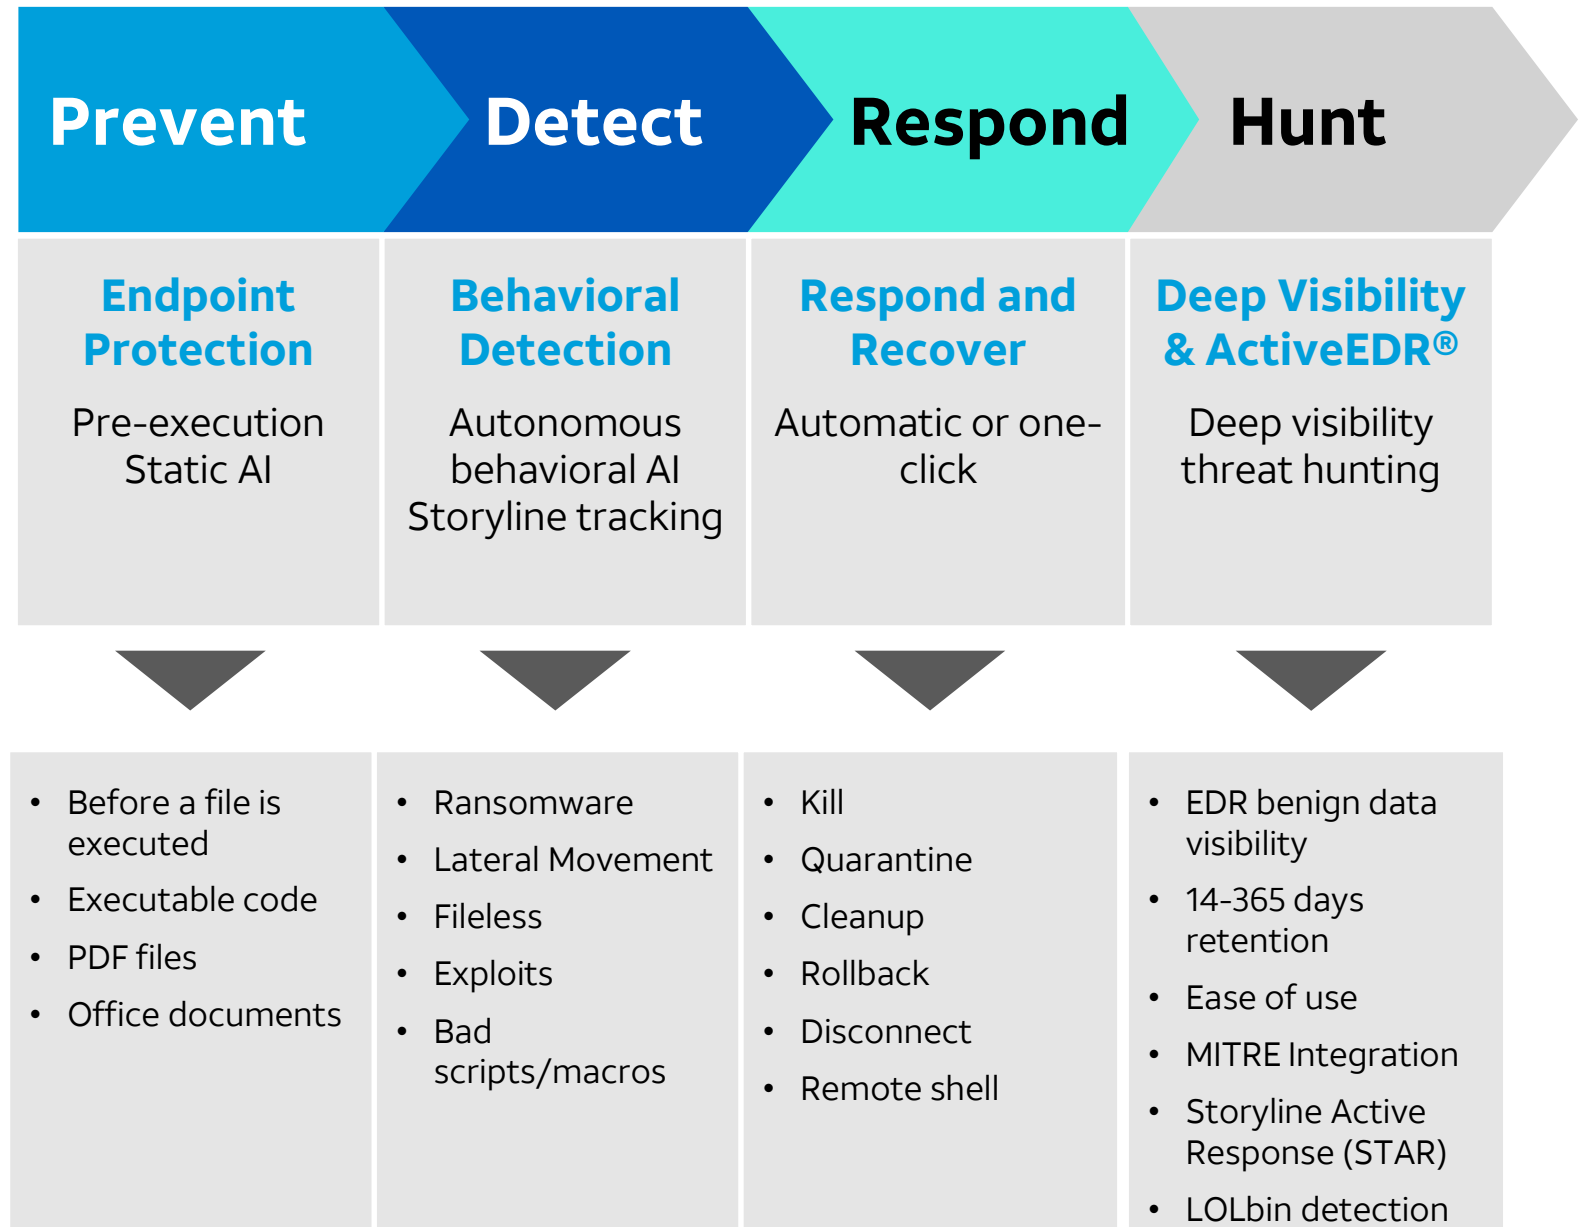 Prevent
Detect
Respond
Hunt
Endpoint
Protection
Pre-execution
Static AI
Behavioral
Detection
Autonomous
behavioral AI
Storyline tracking
Respond and
Recover
Automatic or one-
click
Deep Visibility
& ActiveEDR®
Deep visibility
threat hunting
• Before a file is
executed
• Executable code
• PDF files
• Office documents
• Ransomware
• Lateral Movement
• Fileless
• Exploits
• Bad
scripts/macros
• Kill
• Quarantine
• Cleanup
• Rollback
• Disconnect
• Remote shell
• EDR benign data
visibility
• 14-365 days
retention
• Ease of use
• MITRE Integration
• Storyline Active
Response (STAR)
• LOLbin detection